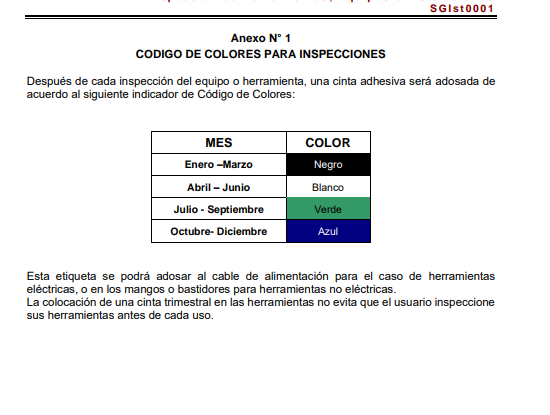 SGIst0001
Anexo N° 1
CODIGO DE COLORES PARA INSPECCIONES
Después de cada inspección del equipo o herramienta, una cinta adhesiva será adosada de
acuerdo al siguiente indicador de Código de Colores:
MES COLOR
Enero –Marzo Negro
Abril – Junio Blanco
Julio - Septiembre Verde
Octubre- Diciembre Azul
Esta etiqueta se podrá adosar al cable de alimentación para el caso de herramientas
eléctricas, o en los mangos o bastidores para herramientas no eléctricas.
La colocación de una cinta trimestral en las herramientas no evita que el usuario inspeccione
sus herramientas antes de cada uso.